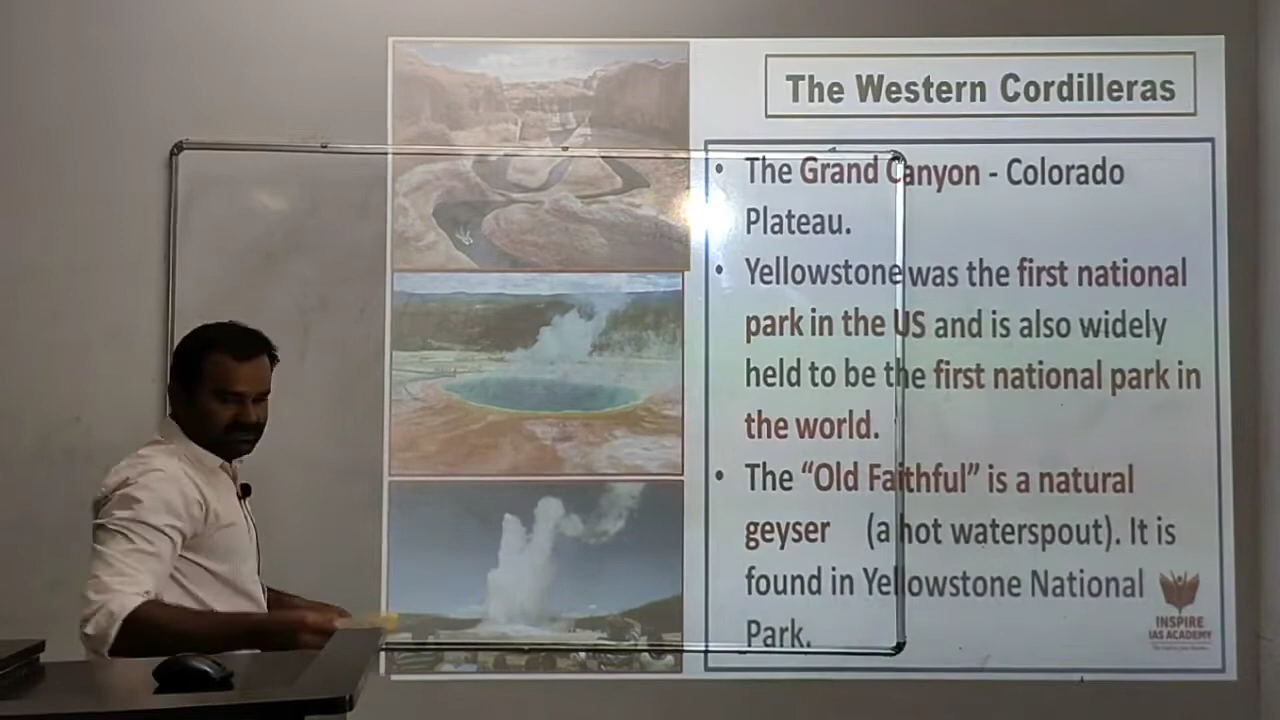 The Western Cordilleras
• The Grand Canyon - Colorado
Plateau.
• Yellowstone was the first national
park in the US and is also widely
held to be the first national park in
the world.
• The “Old Faithful” is a natural
geyser (a hot waterspout). It is
found in Yellowstone National
Park.
INSPIRE
IAS ACADEMY